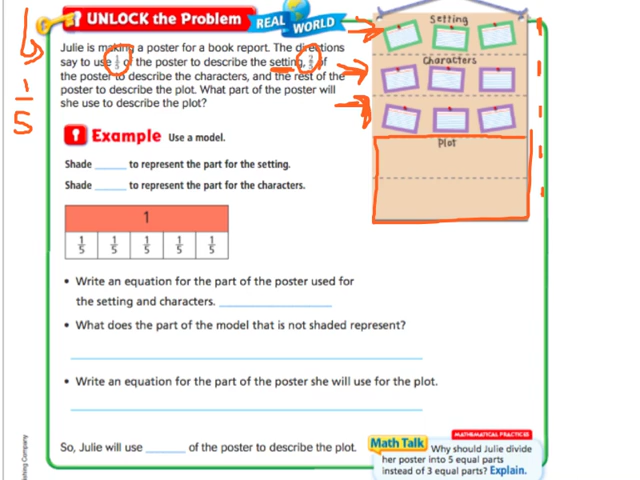 UNLOCK the Problem REAL WORLD
Julie is making a poster for a book report. The directions
say to use 1/5 of the poster to describe the setting, 2/5 of
the poster to describe the characters, and the rest of the
poster to describe the plot. What part of the poster will
she use to describe the plot?
1/5
Setting
Characters
Plot
Example Use a model.
Shade ______ to represent the part for the setting.
Shade ______ to represent the part for the characters.
1
1/5 1/5 1/5 1/5 1/5
• Write an equation for the part of the poster used for
the setting and characters. ______
• What does the part of the model that is not shaded represent?
• Write an equation for the part of the poster she will use for the plot.
So, Julie will use ______ of the poster to describe the plot.
MATHEMATICAL PRACTICES
Math Talk Why should Julie divide
her poster into 5 equal parts
instead of 3 equal parts? Explain.
Company